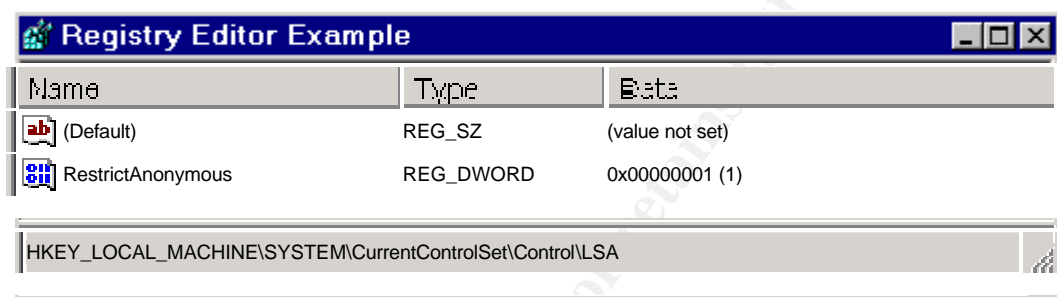 Registry Editor Example
Name Type Data
(Default) REG_SZ (value not set)
RestrictAnonymous REG_DWORD 0x00000001 (1)
HKEY_LOCAL_MACHINE\SYSTEM\CurrentControlSet\Control\LSA